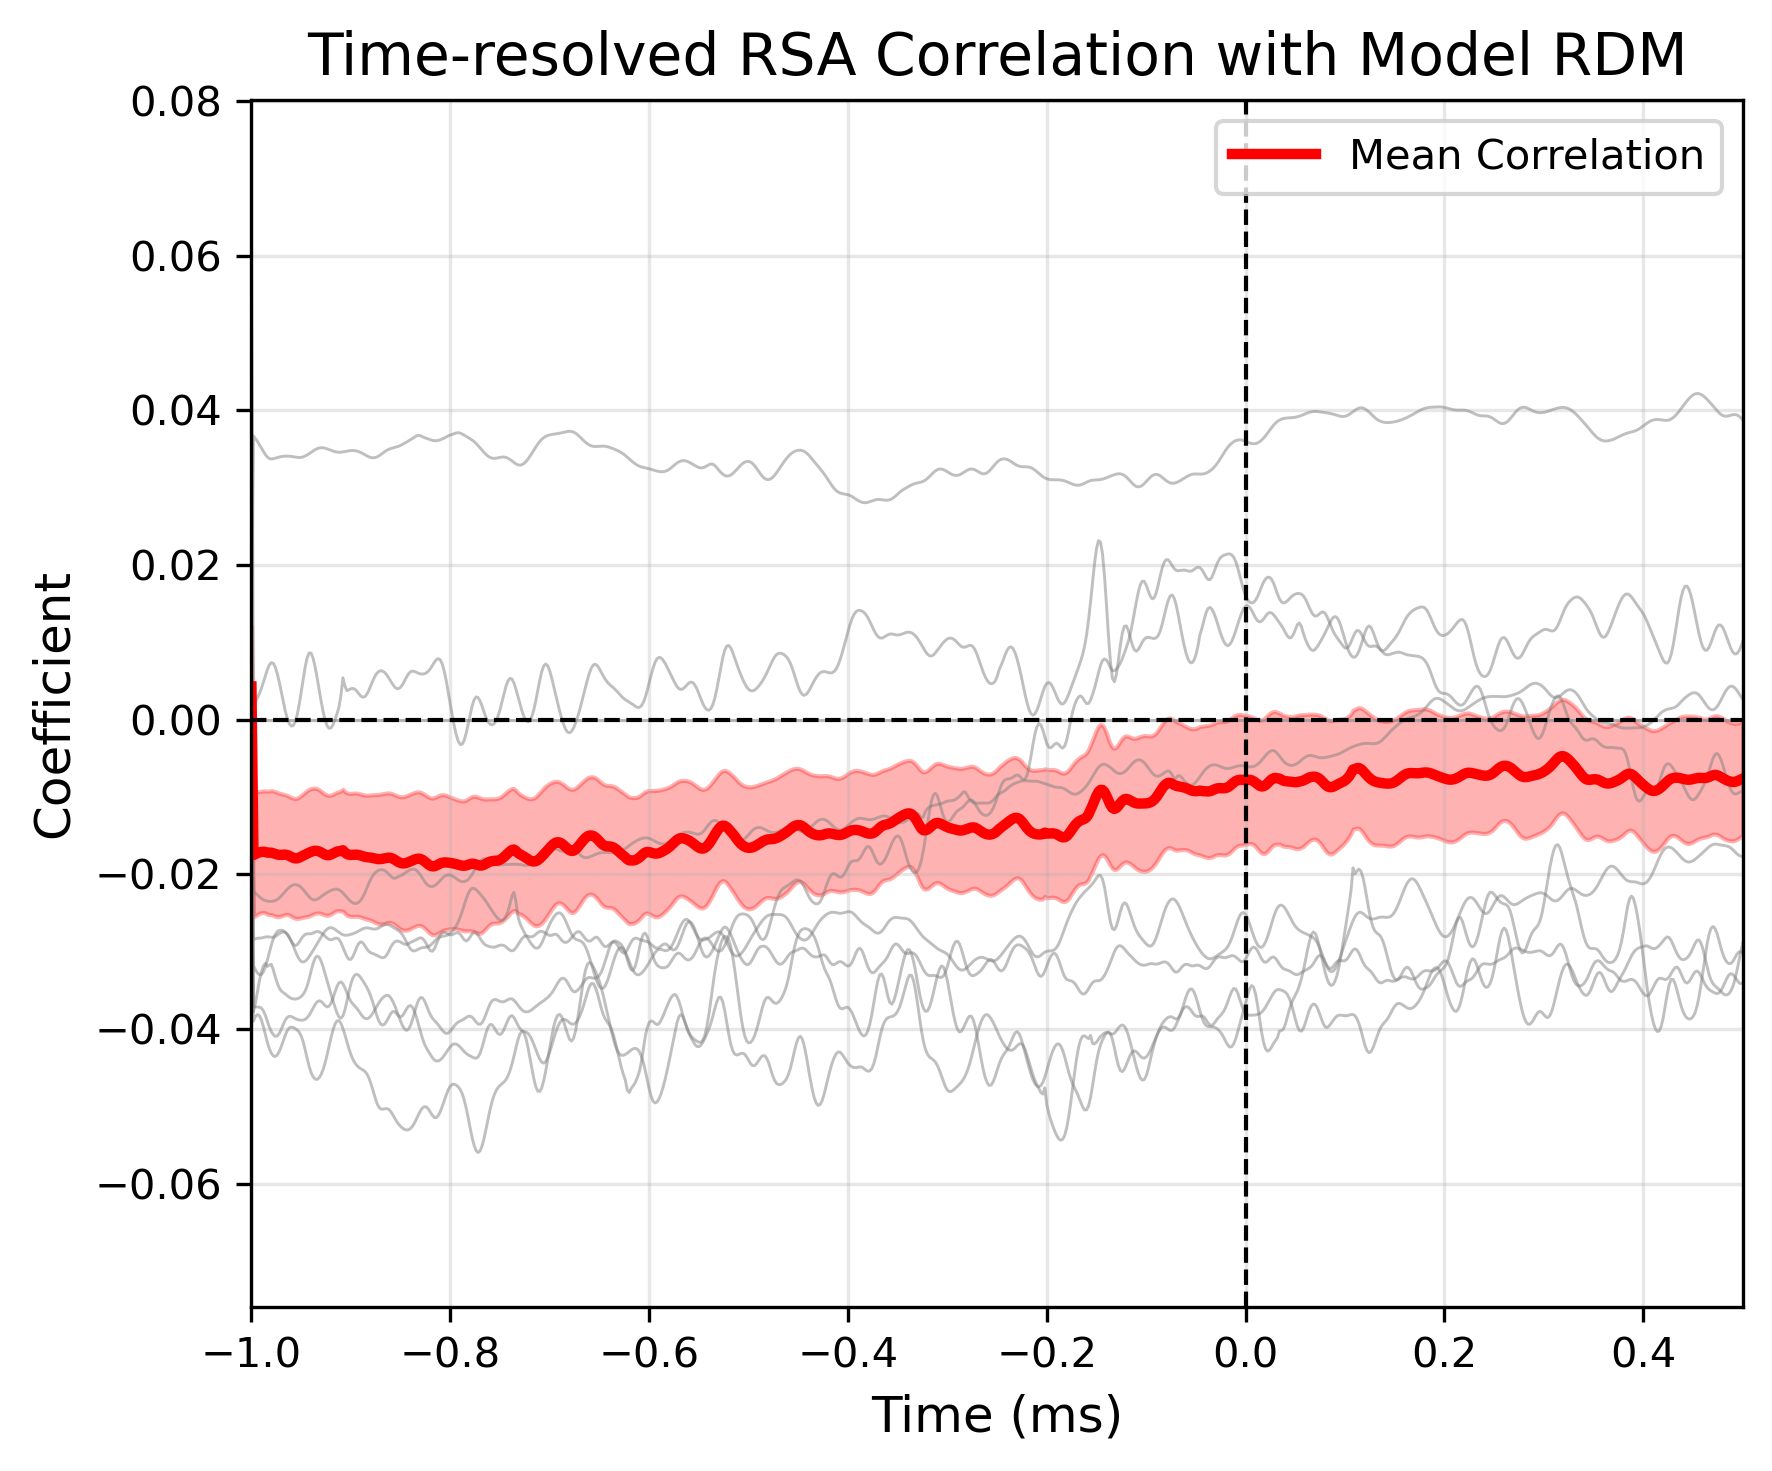 Time-resolved RSA Correlation with Model RDM
Mean Correlation
0.08
0.06
0.04
0.02
0.00
−0.02
−0.04
−0.06
Coefficient
−1.0 −0.8 −0.6 −0.4 −0.2 0.0 0.2 0.4
Time (ms)